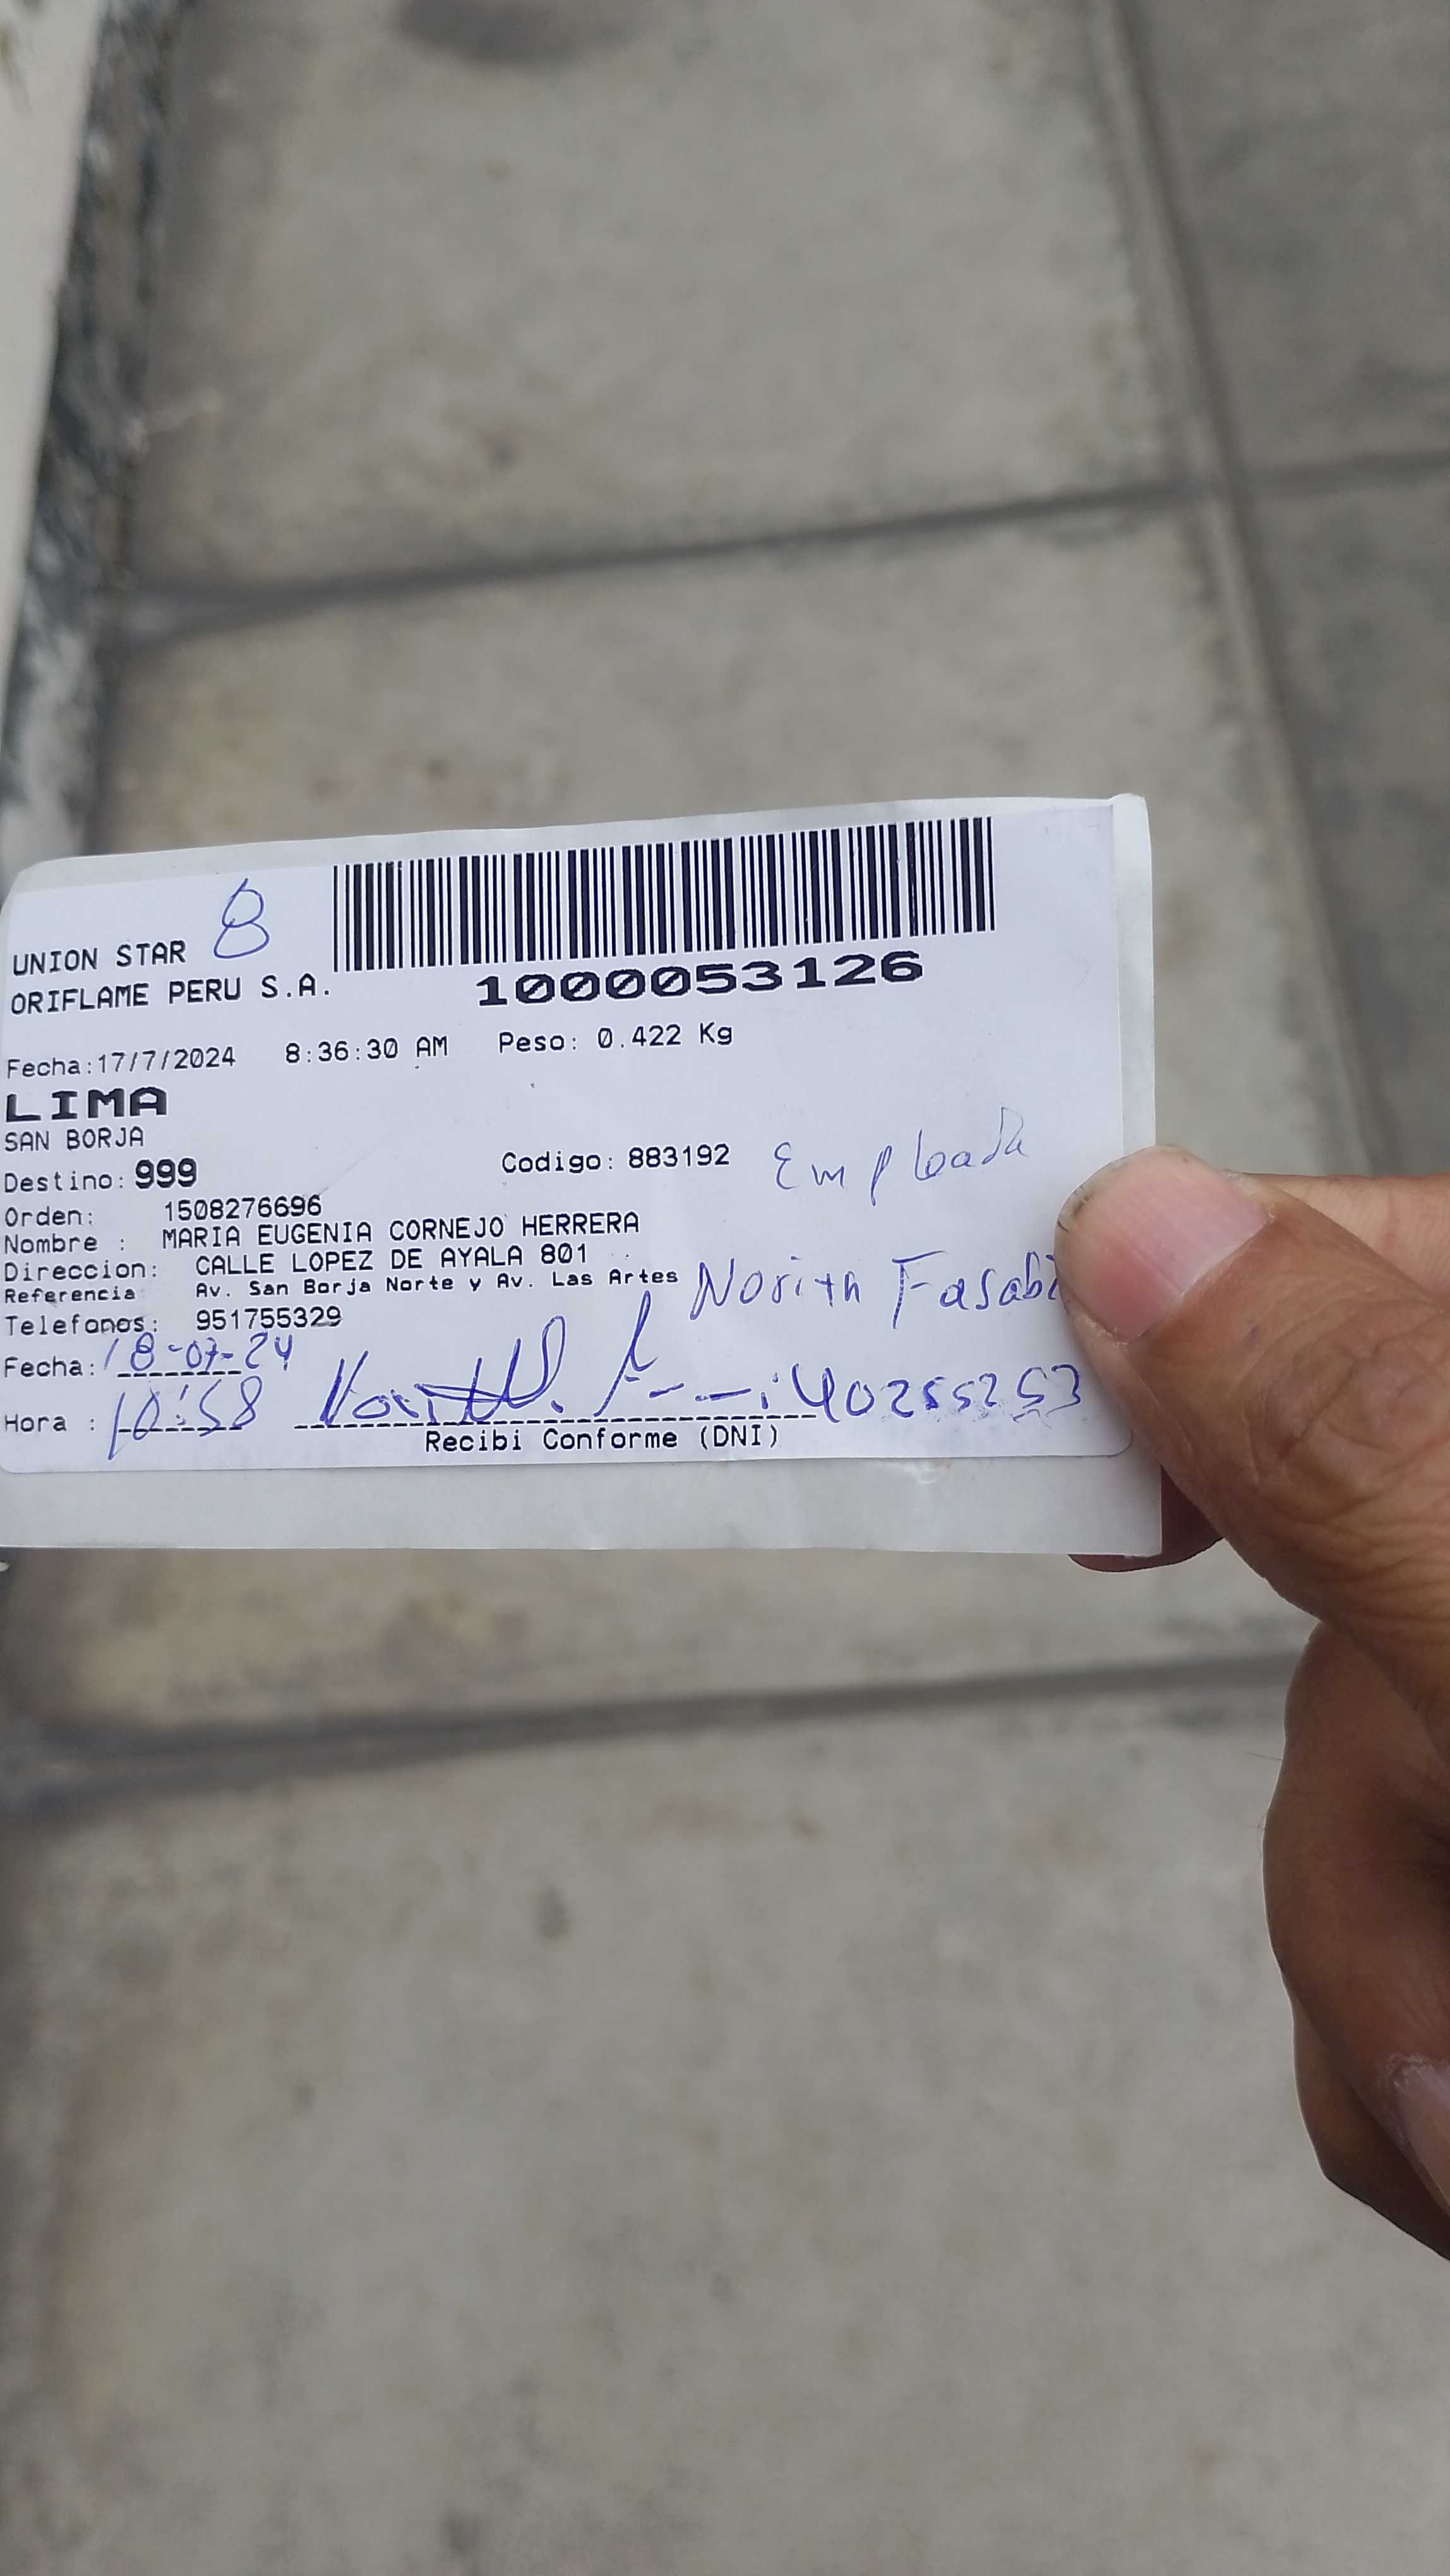 8
UNION STAR
ORIFLAME PERU S.A.
1000053126
Fecha:17/7/2024 8:36:30 AM Peso: 0.422 Kg
LIMA
SAN BORJA
Destino: 999 Codigo: 883192 Empleada
Orden: 1508276696
Nombre : MARIA EUGENIA CORNEJO HERRERA
Direccion: CALLE LOPEZ DE AYALA 801
Referencia Av. San Borja Norte y Av. Las Artes Norith
Telefonos: 951755329
Fecha: 18-07-24
Hora : 10:58 40255253
Recibi Conforme (DNI)